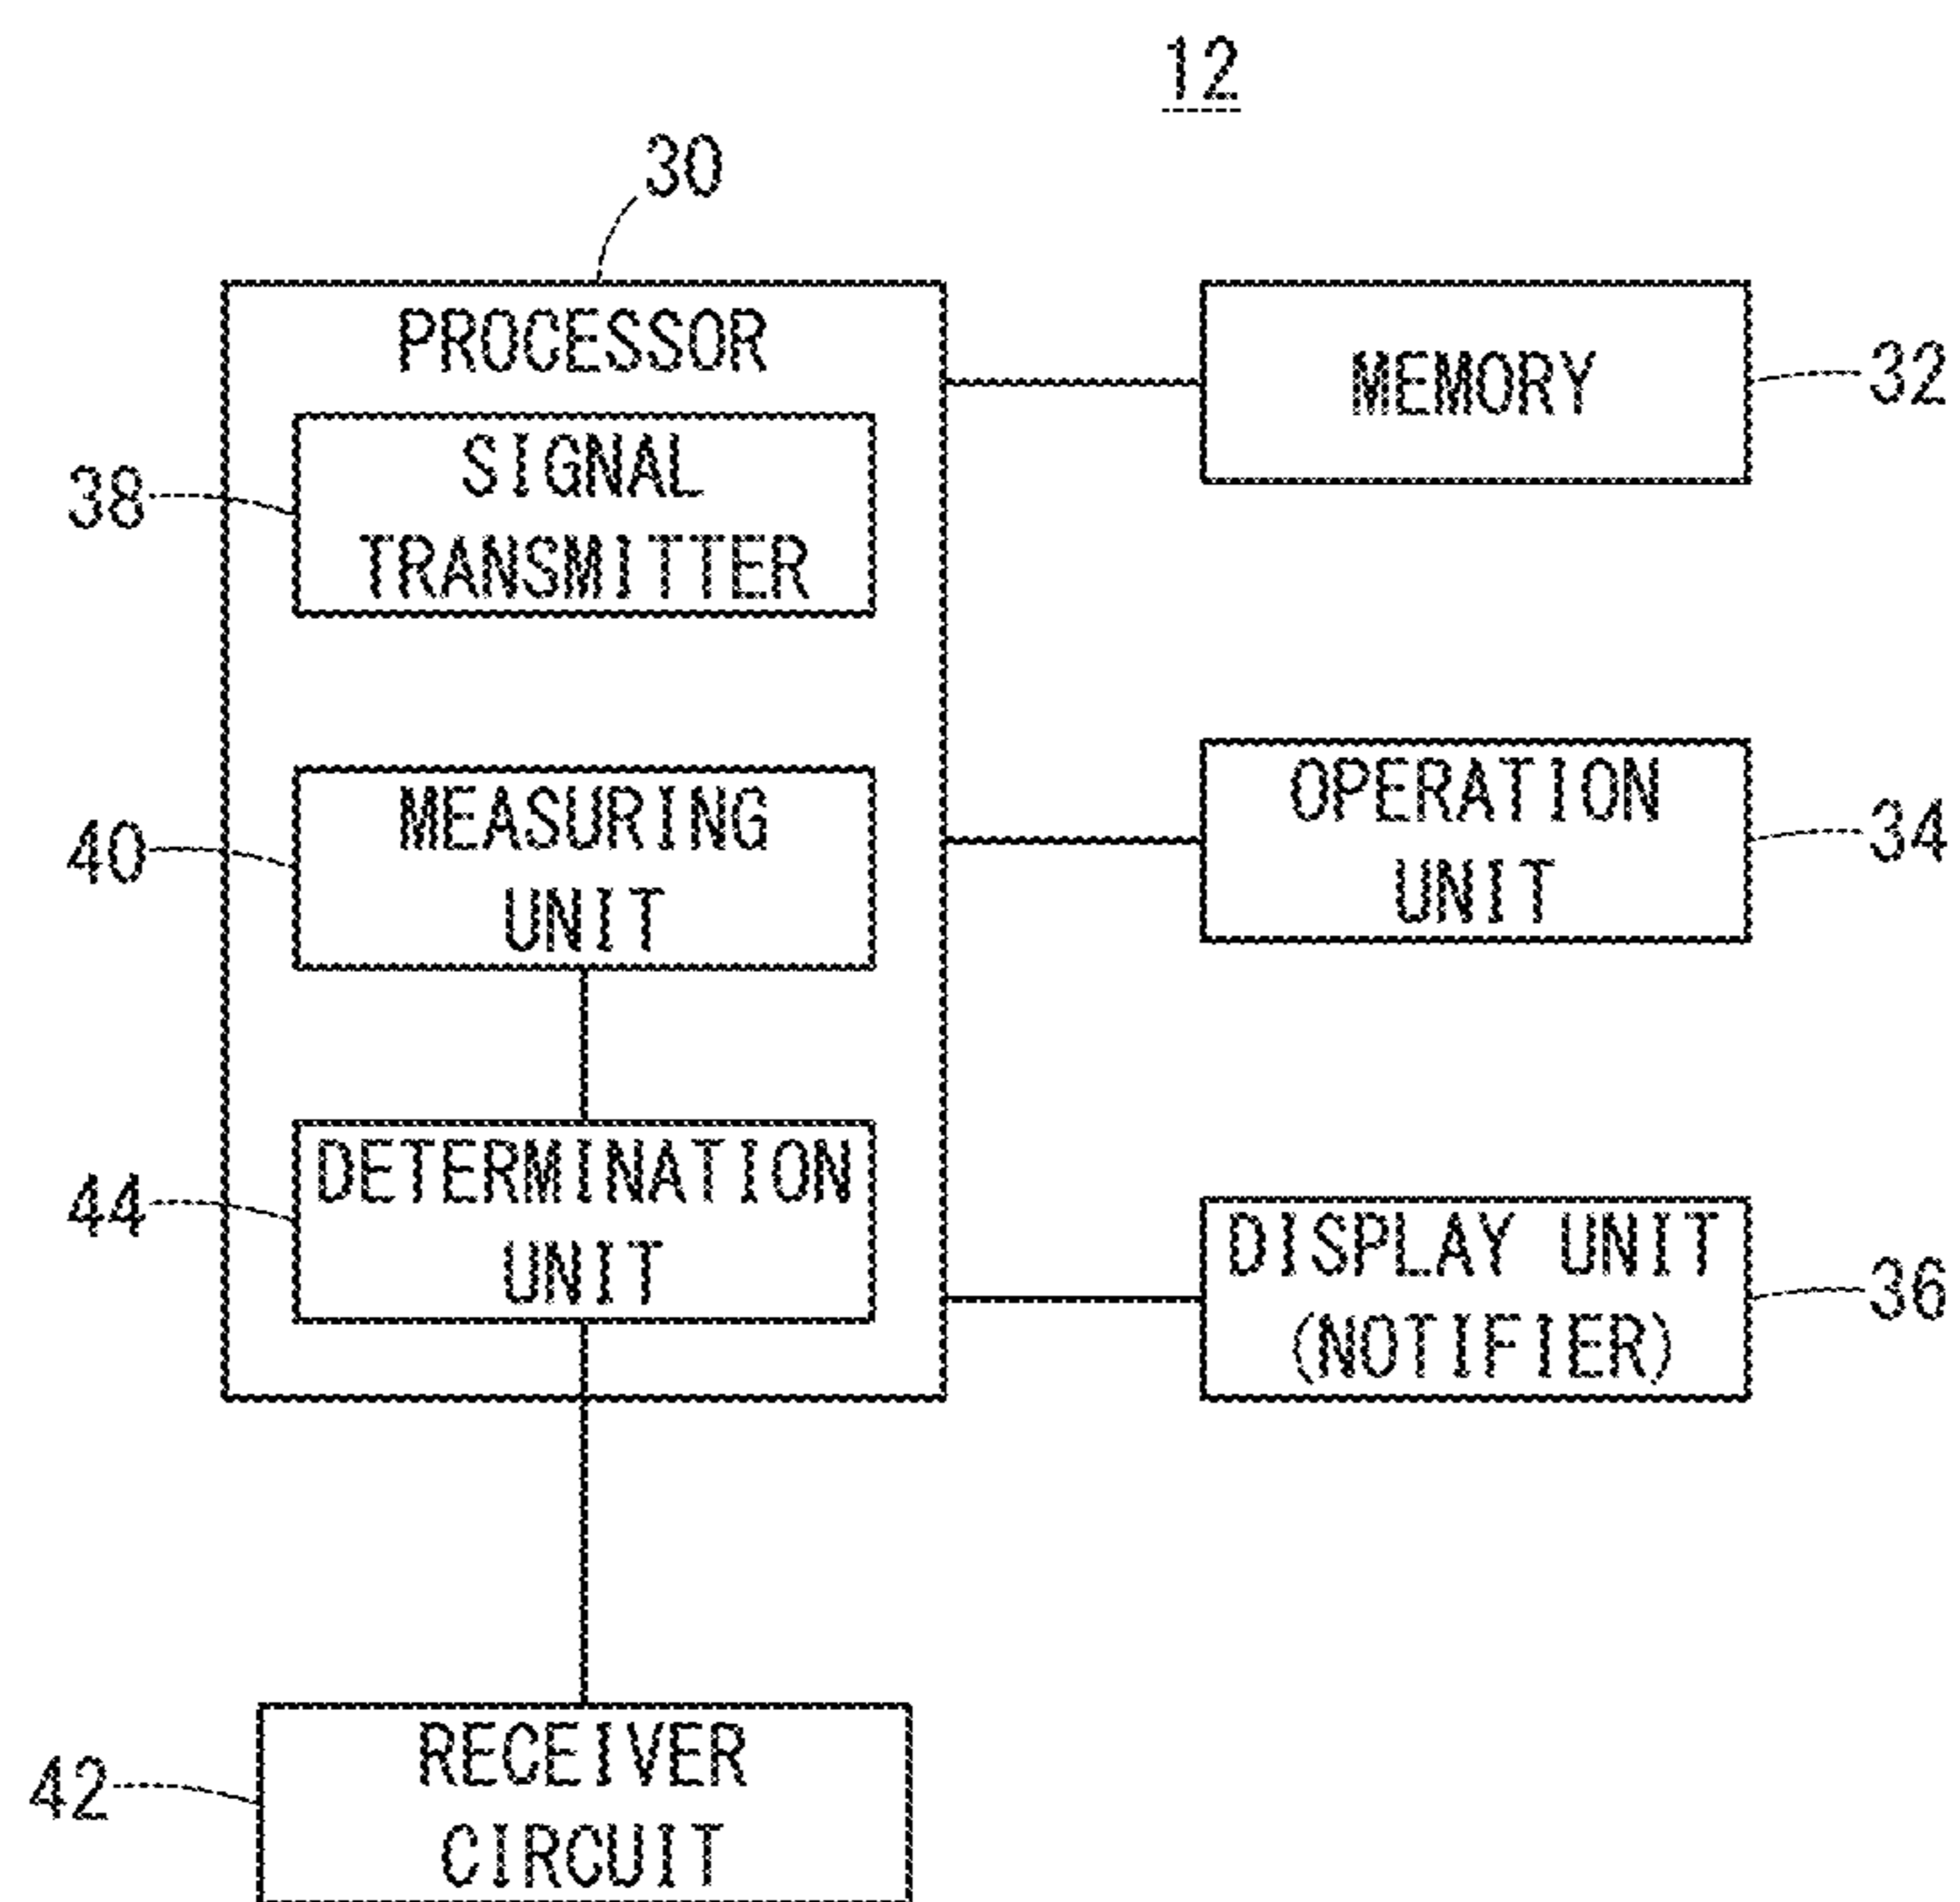 12
30
PROCESSOR
MEMORY
32
38
SIGNAL
TRANSMITTER
40
MEASURING
UNIT
OPERATION
UNIT
34
44
DETERMINATION
UNIT
DISPLAY UNIT
(NOTIFIER)
36
42
RECEIVER
CIRCUIT